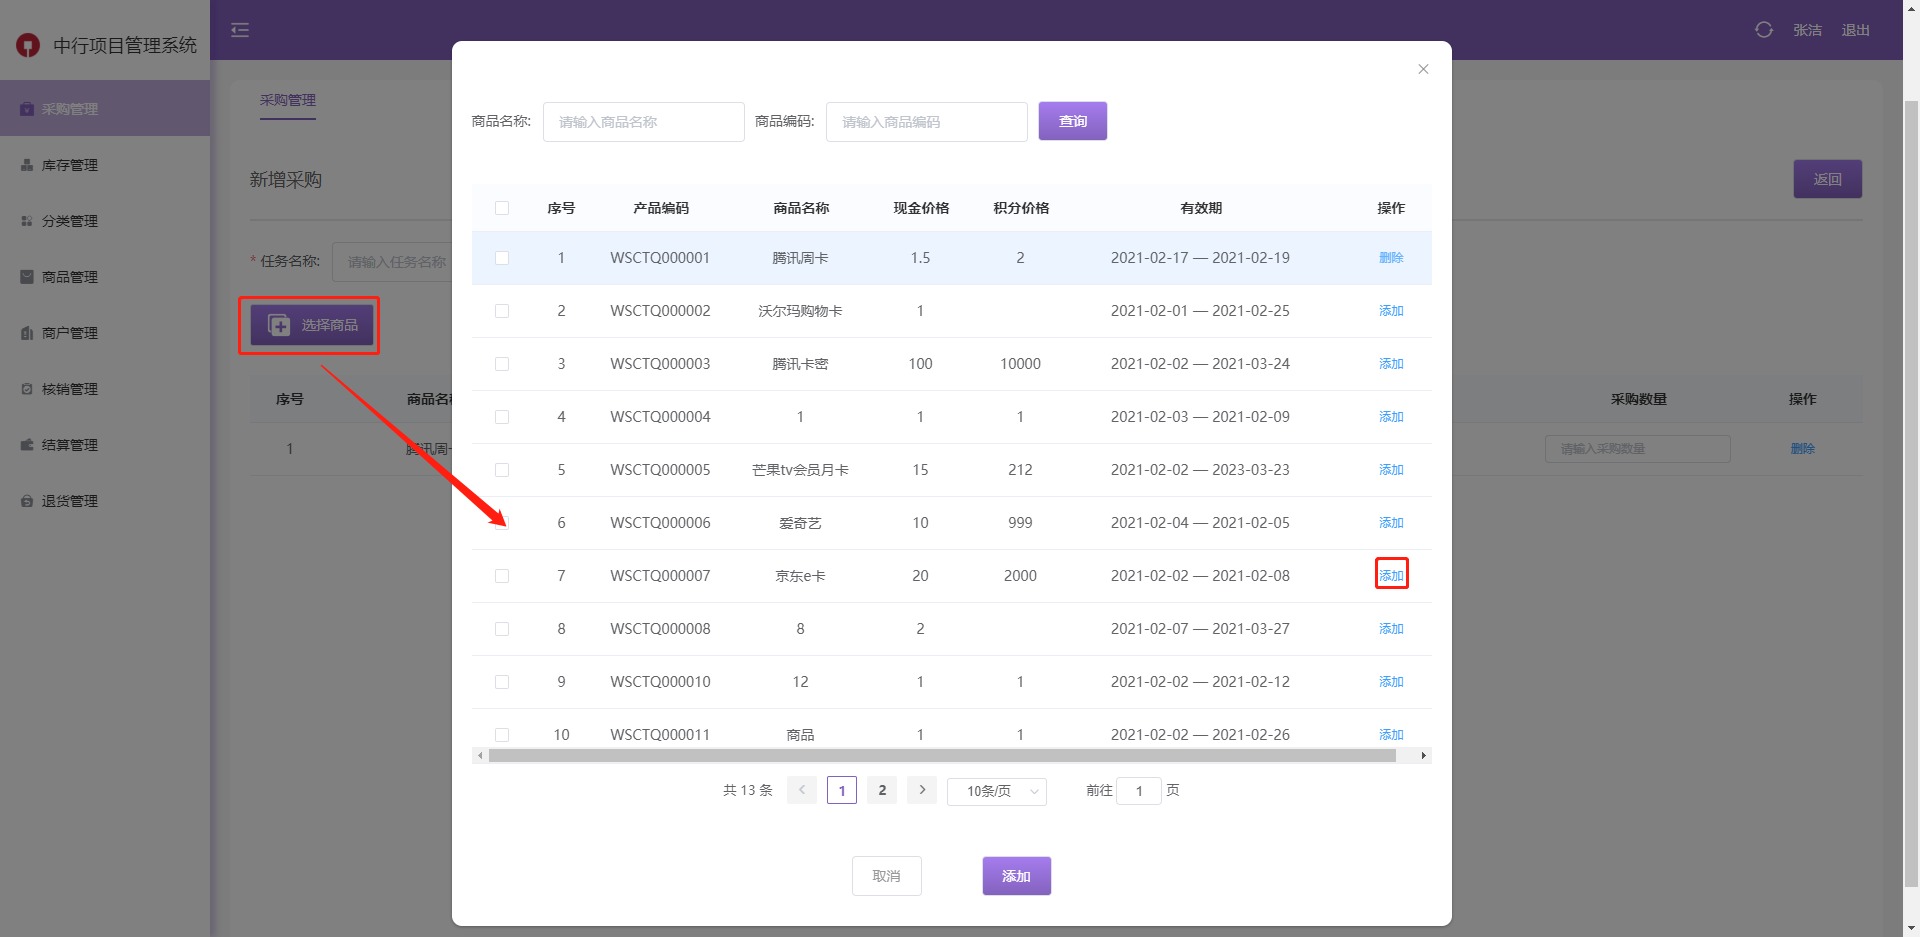 中行项目管理系统
张洁 退出
采购管理
库存管理
分类管理
商品管理
商户管理
核销管理
结算管理
退货管理
采购管理
新增采购
返回
* 任务名称: 请输入任务名称
选择商品
序号 商品名称 采购数量 操作
1 腾讯周卡 请输入采购数量 删除
商品名称: 请输入商品名称 商品编码: 请输入商品编码 查询
序号 产品编码 商品名称 现金价格 积分价格 有效期 操作
1 WSCTQ000001 腾讯周卡 1.5 2 2021-02-17 — 2021-02-19 删除
2 WSCTQ000002 沃尔玛购物卡 1 2021-02-01 — 2021-02-25 添加
3 WSCTQ000003 腾讯卡密 100 10000 2021-02-02 — 2021-03-24 添加
4 WSCTQ000004 1 1 1 2021-02-03 — 2021-02-09 添加
5 WSCTQ000005 芒果tv会员月卡 15 212 2021-02-02 — 2023-03-23 添加
6 WSCTQ000006 爱奇艺 10 999 2021-02-04 — 2021-02-05 添加
7 WSCTQ000007 京东e卡 20 2000 2021-02-02 — 2021-02-08 添加
8 WSCTQ000008 8 2 2021-02-07 — 2021-03-27 添加
9 WSCTQ000010 12 1 1 2021-02-02 — 2021-02-12 添加
10 WSCTQ000011 商品 1 1 2021-02-02 — 2021-02-26 添加
共 13 条 1 2 10条/页 前往 1 页
取消 添加